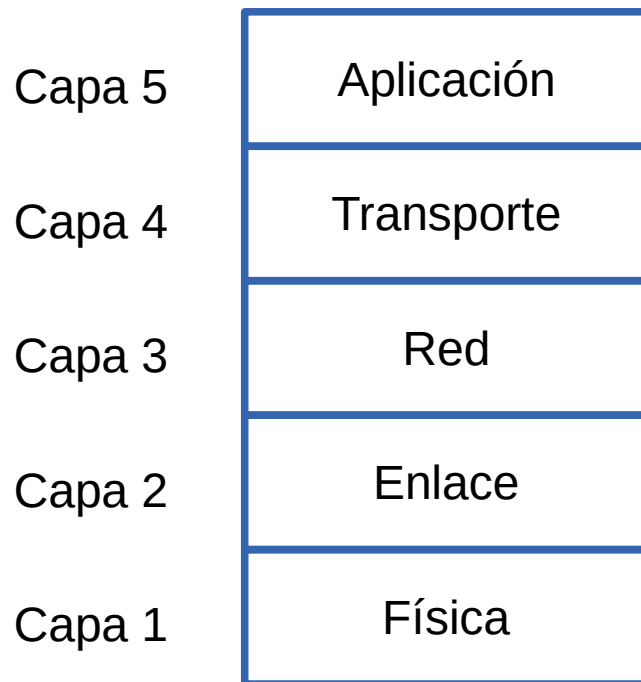 Capa 5 Aplicación
Capa 4 Transporte
Capa 3 Red
Capa 2 Enlace
Capa 1 Física